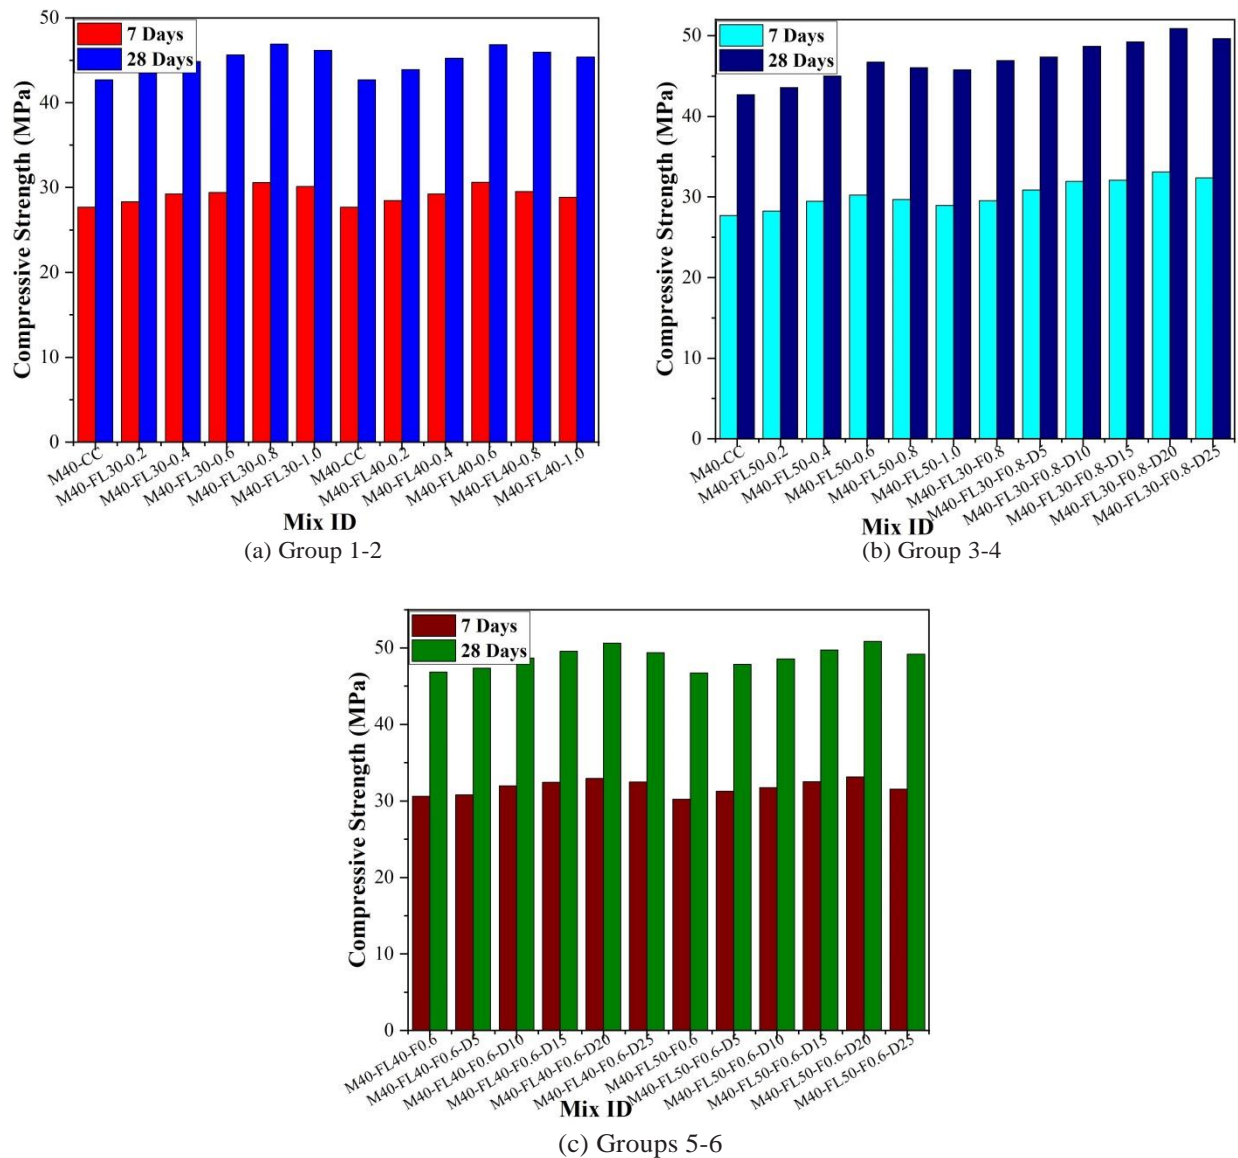 50
40
30
20
10
0
Compressive Strength (MPa)
7 Days
28 Days
M40-CC
M40-FL30-0.2
M40-FL30-0.4
M40-FL30-0.6
M40-FL30-0.8
M40-FL30-1.0
M40-CC
M40-FL40-0.2
M40-FL40-0.4
M40-FL40-0.6
M40-FL40-0.8
M40-FL40-1.0
Mix ID
(a) Group 1-2
50
40
30
20
10
0
Compressive Strength (MPa)
7 Days
28 Days
M40-CC
M40-FL50-0.2
M40-FL50-0.4
M40-FL50-0.6
M40-FL50-0.8
M40-FL50-1.0
M40-FL30-F0.8
M40-FL30-F0.8-D5
M40-FL30-F0.8-D10
M40-FL30-F0.8-D15
M40-FL30-F0.8-D20
M40-FL30-F0.8-D25
Mix ID
(b) Group 3-4
50
40
30
20
10
0
Compressive Strength (MPa)
7 Days
28 Days
M40-FL40-F0.6
M40-FL40-F0.6-D5
M40-FL40-F0.6-D10
M40-FL40-F0.6-D15
M40-FL40-F0.6-D20
M40-FL40-F0.6-D25
M40-FL50-F0.6
M40-FL50-F0.6-D5
M40-FL50-F0.6-D10
M40-FL50-F0.6-D15
M40-FL50-F0.6-D20
M40-FL50-F0.6-D25
Mix ID
(c) Groups 5-6